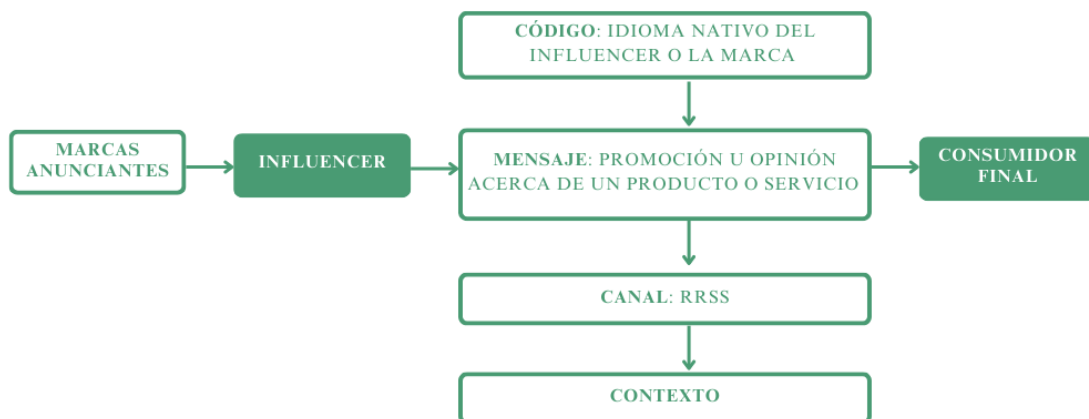 CÓDIGO: IDIOMA NATIVO DEL
INFLUENCER O LA MARCA
MARCAS
ANUNCIANTES
INFLUENCER
MENSAJE: PROMOCIÓN U OPINIÓN
ACERCA DE UN PRODUCTO O SERVICIO
CONSUMIDOR
FINAL
CANAL: RRSS
CONTEXTO